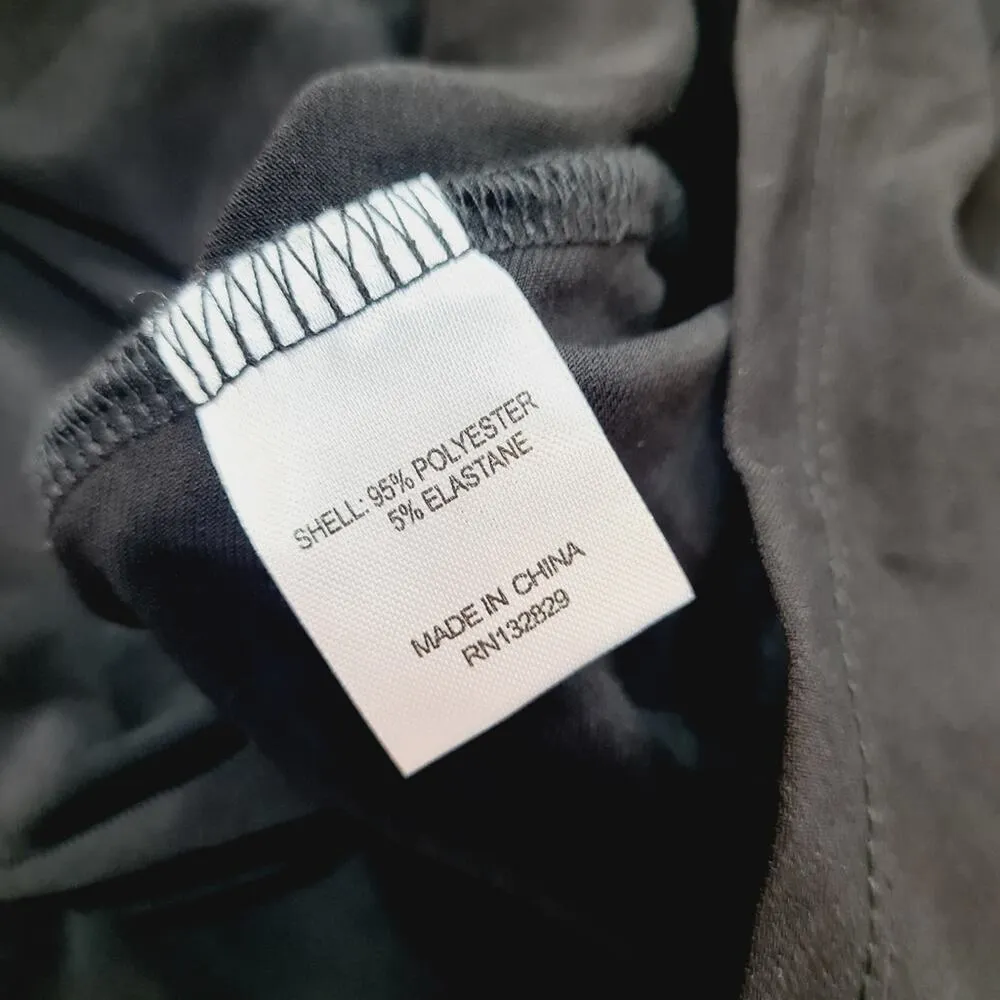 SHELL: 95% POLYESTER
5% ELASTANE
MADE IN CHINA
RN132829